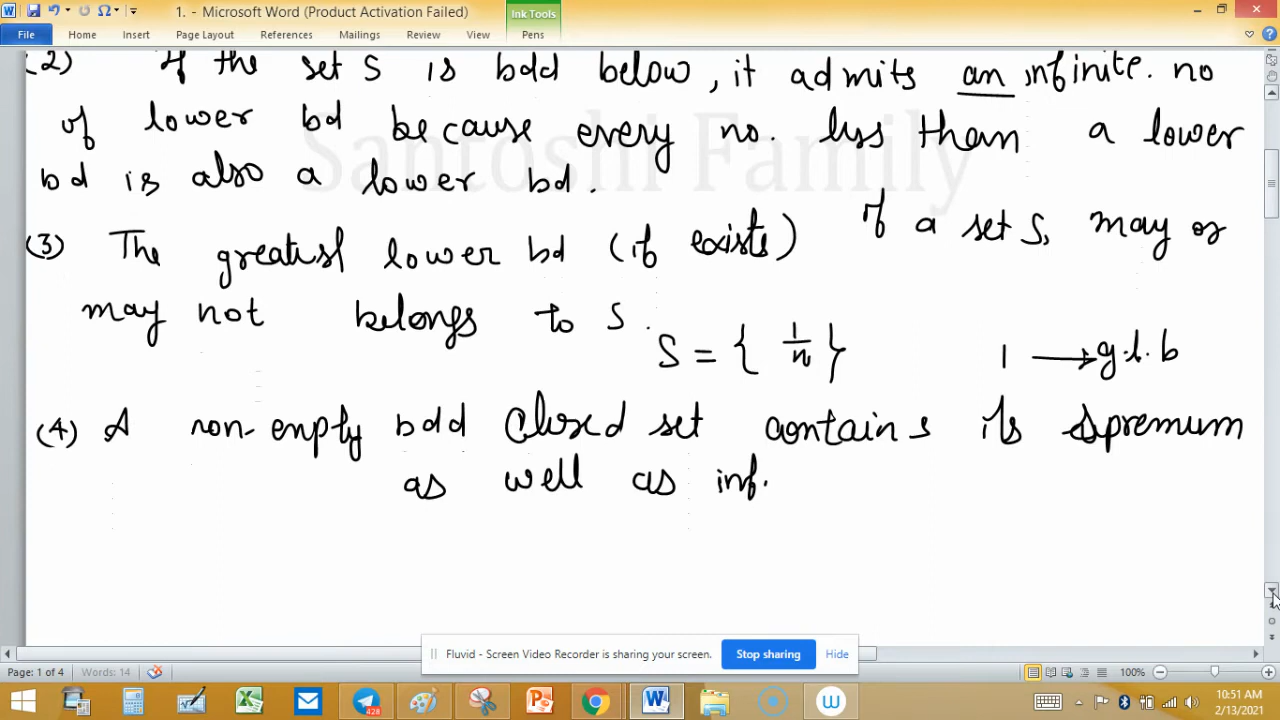 1. - Microsoft Word (Product Activation Failed)
Ink Tools
File Home Insert Page Layout References Mailings Review View Pens
(2) If the set S is bdd below, it admits an infinite. no
of lower bd because every no. less than a lower
bd is also a lower bd.
(3) The greatest lower bd (if exists) of a set S, may or
may not belongs to S.
S = { 1/n } 1 → g.l.b
(4) A non-empty bdd closed set contains its spremum
as well as inf.
Santoshi Family
Fluvid - Screen Video Recorder is sharing your screen. Stop sharing Hide
Page: 1 of 4 Words: 14 100%
428
10:51 AM
2/13/2021